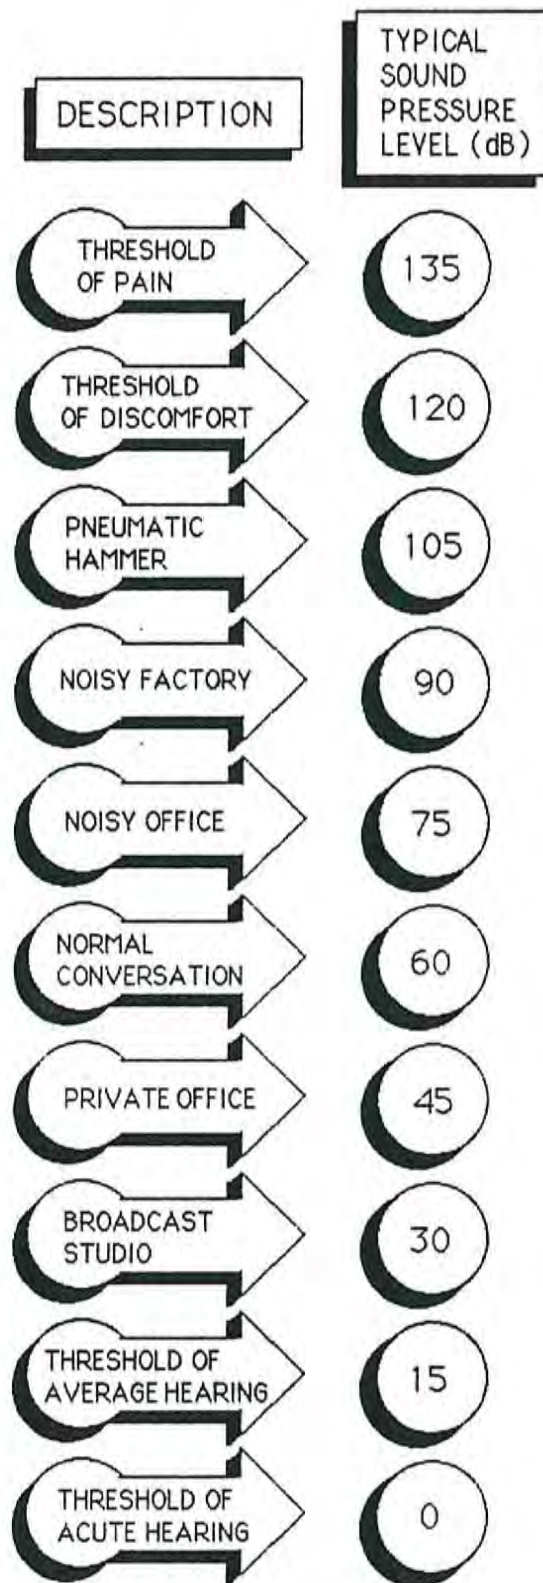 DESCRIPTION
TYPICAL
SOUND
PRESSURE
LEVEL (dB)
THRESHOLD
OF PAIN
135
THRESHOLD
OF DISCOMFORT
120
PNEUMATIC
HAMMER
105
NOISY FACTORY
90
NOISY OFFICE
75
NORMAL
CONVERSATION
60
PRIVATE OFFICE
45
BROADCAST
STUDIO
30
THRESHOLD OF
AVERAGE HEARING
15
THRESHOLD OF
ACUTE HEARING
0